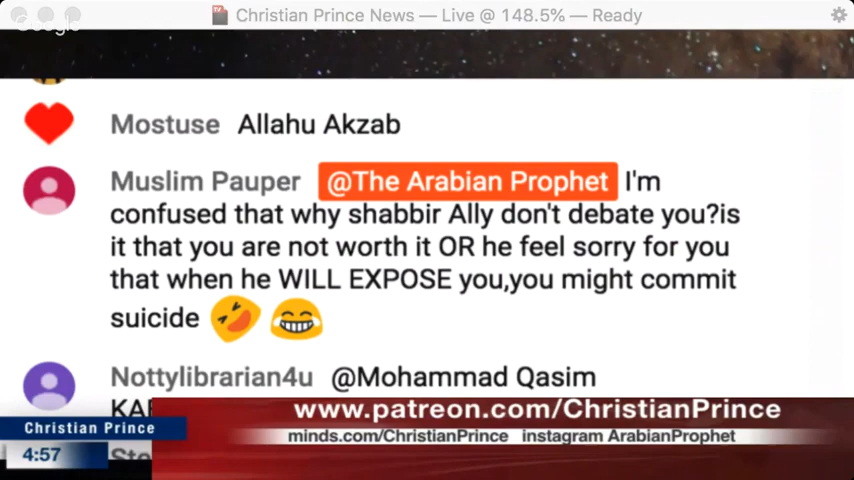 Christian Prince News — Live @ 148.5% — Ready
Google
Mostuse Allahu Akzab
Muslim Pauper @The Arabian Prophet I'm
confused that why shabbir Ally don't debate you?is
it that you are not worth it OR he feel sorry for you
that when he WILL EXPOSE you,you might commit
suicide
Nottylibrarian4u @Mohammad Qasim
www.patreon.com/ChristianPrince
Christian Prince
minds.com/ChristianPrince instagram ArabianProphet
4:57